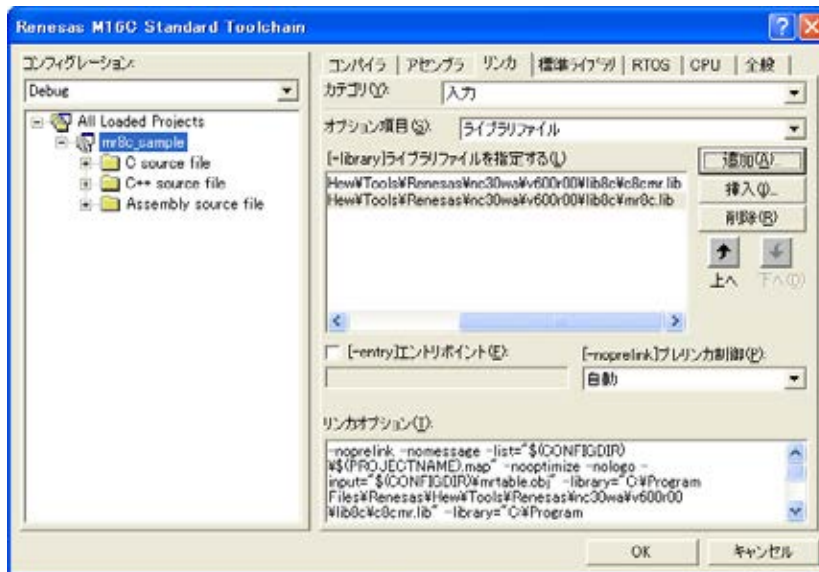 Renesas M16C Standard Toolchain
コンフィグレーション:
Debug
All Loaded Projects
mr8c_sample
C source file
C++ source file
Assembly source file
コンパイラ
アセンブラ
リンカ
標準ライブラリ
RTOS
CPU
全般
カテゴリ(Y):
入力
オプション項目(S):
ライブラリファイル
[-library]ライブラリファイルを指定する(L)
追加(A)...
Hew¥Tools¥Renesas¥nc30wa¥v600r00¥lib8c¥c8cmr.lib
Hew¥Tools¥Renesas¥nc30wa¥v600r00¥lib8c¥mr8c.lib
挿入(I)...
削除(R)
上へ
下へ(D)
[-entry]エントリポイント(E):
[-noprelink]プレリンカ制御(P):
自動
リンカオプション(I):
-noprelink -nomessage -list="$(CONFIGDIR)
¥$(PROJECTNAME).map" -nooptimize -nologo -
input="$(CONFIGDIR)¥mrtable.obj" -library="C:¥Program
Files¥Renesas¥Hew¥Tools¥Renesas¥nc30wa¥v600r00
¥lib8c¥c8cmr.lib" -library="C:¥Program
OK
キャンセル